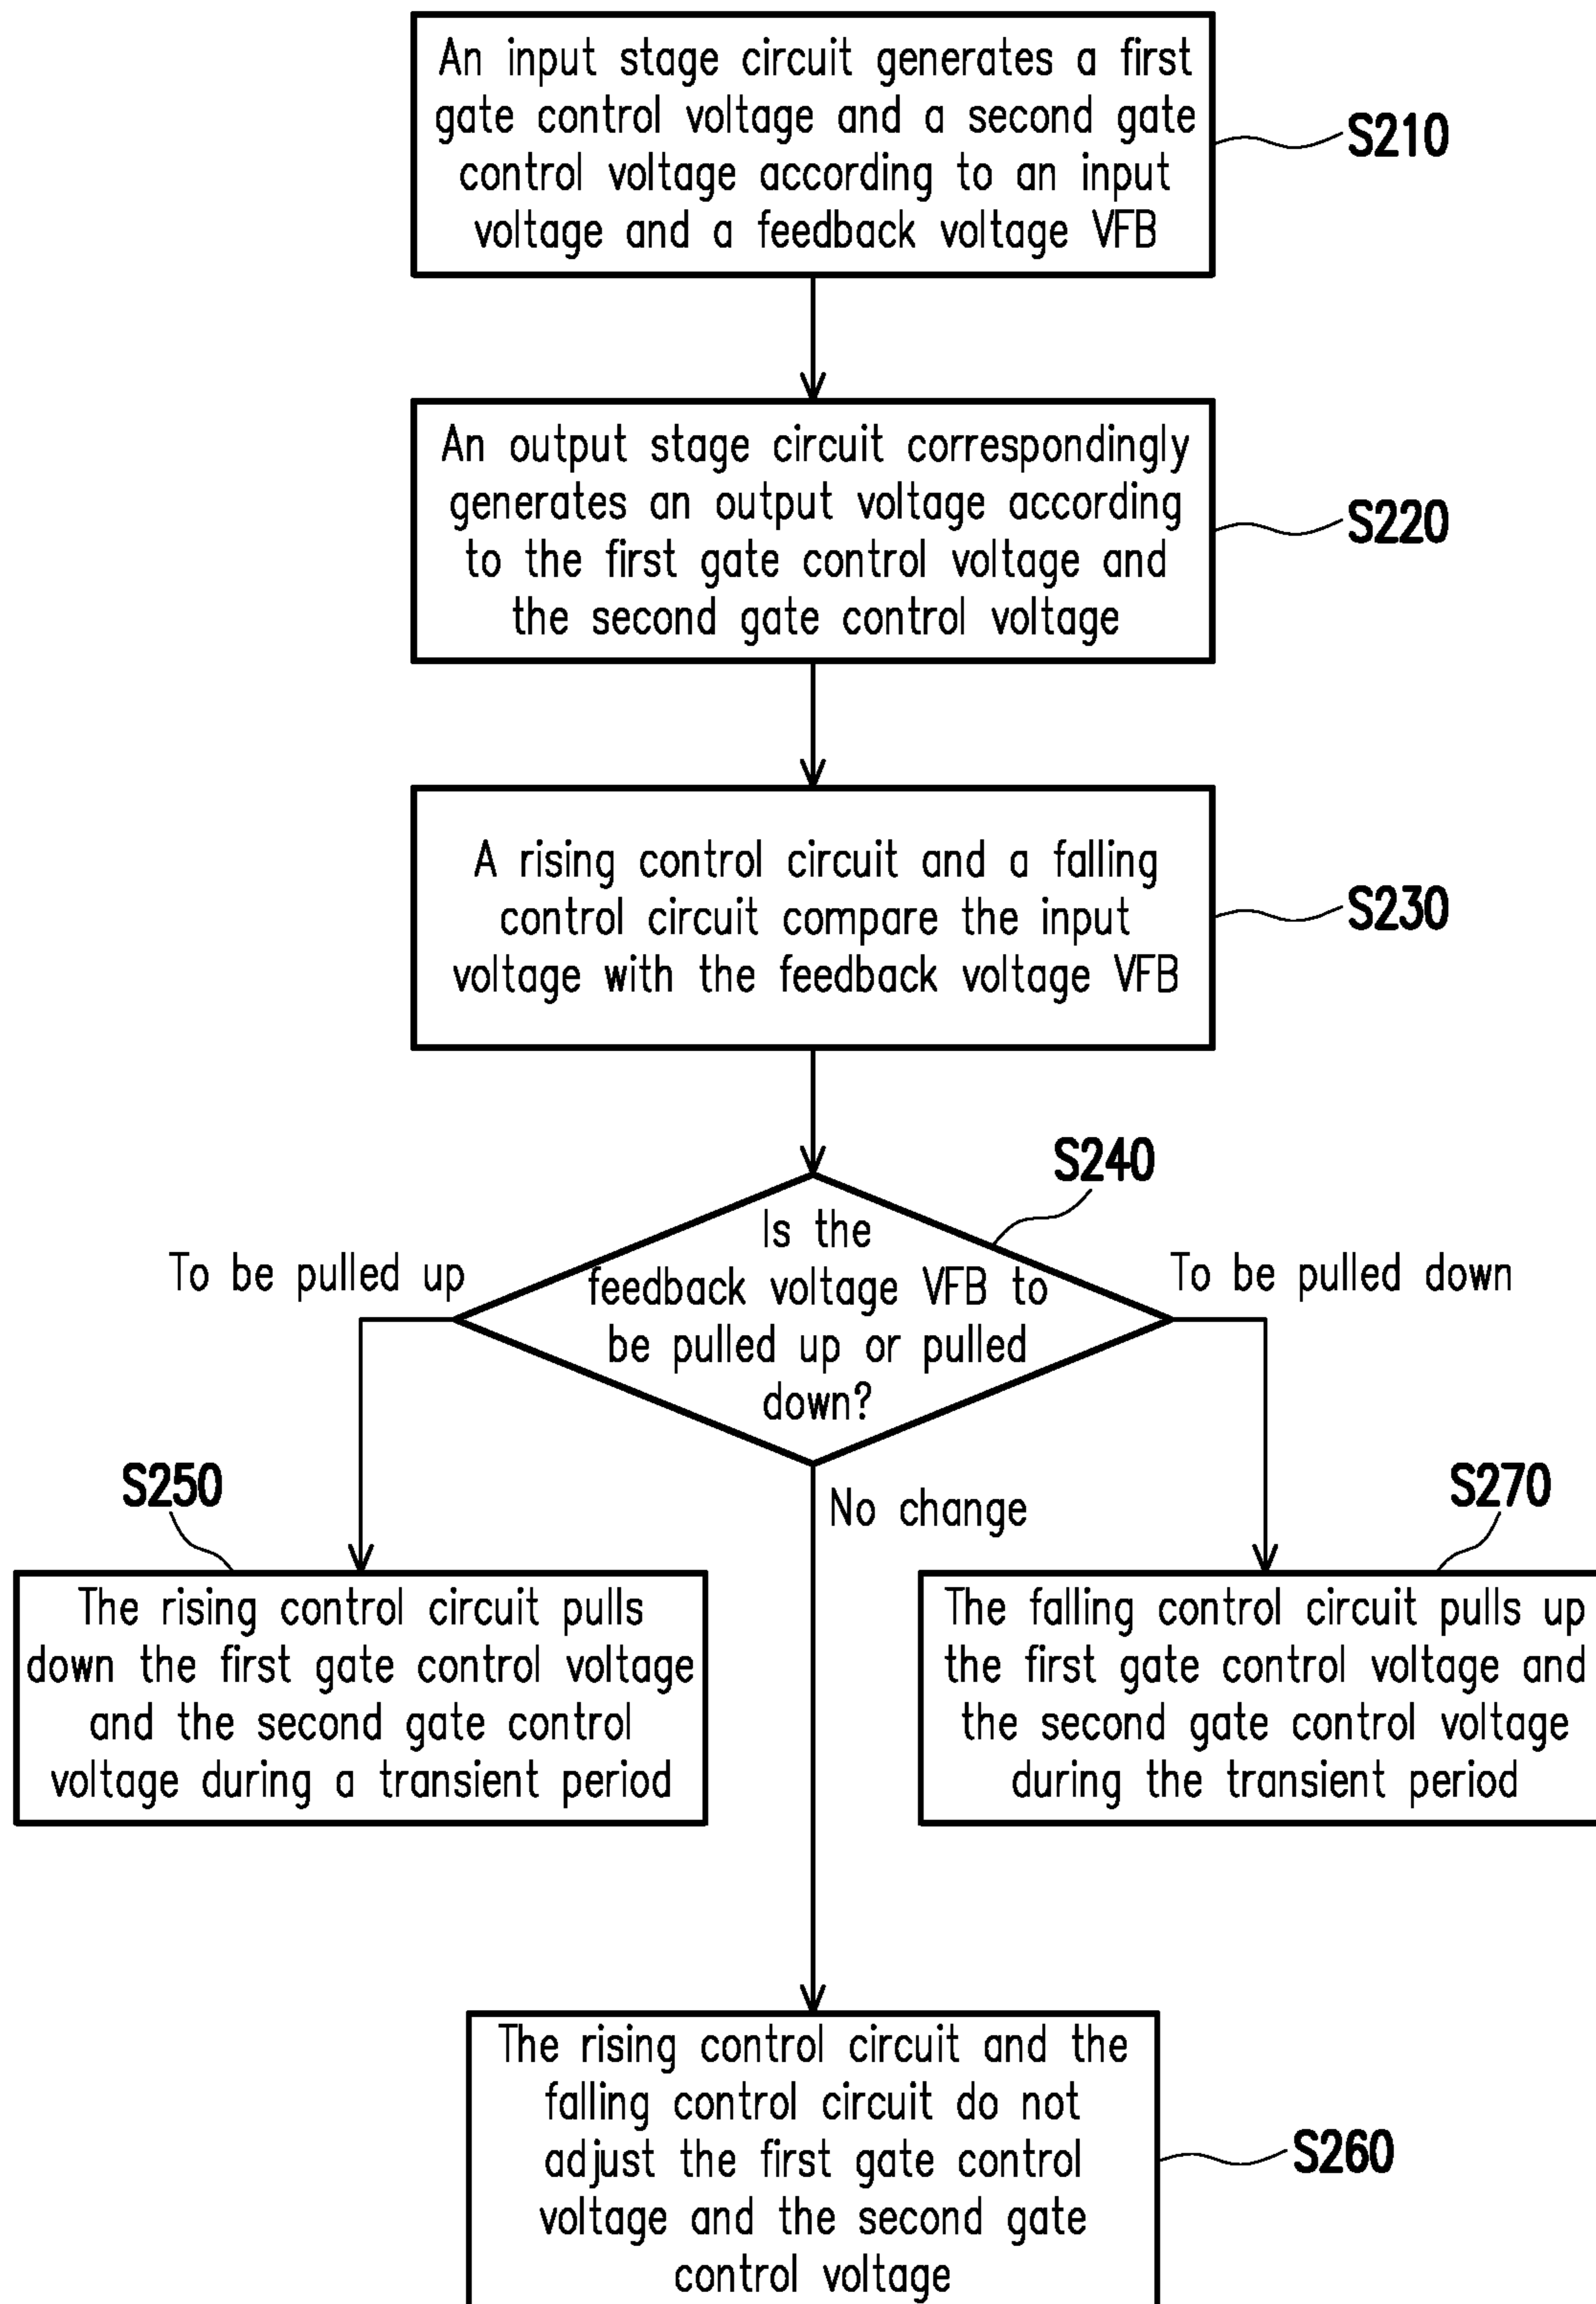 An input stage circuit generates a first
gate control voltage and a second gate
control voltage according to an input
voltage and a feedback voltage VFB
S210
An output stage circuit correspondingly
generates an output voltage according
to the first gate control voltage and
the second gate control voltage
S220
A rising control circuit and a falling
control circuit compare the input
voltage with the feedback voltage VFB
S230
S240
Is the
feedback voltage VFB to
be pulled up or pulled
down?
To be pulled up
To be pulled down
No change
S250
The rising control circuit pulls
down the first gate control voltage
and the second gate control
voltage during a transient period
S270
The falling control circuit pulls up
the first gate control voltage and
the second gate control voltage
during the transient period
The rising control circuit and the
falling control circuit do not
adjust the first gate control
voltage and the second gate
control voltage
S260